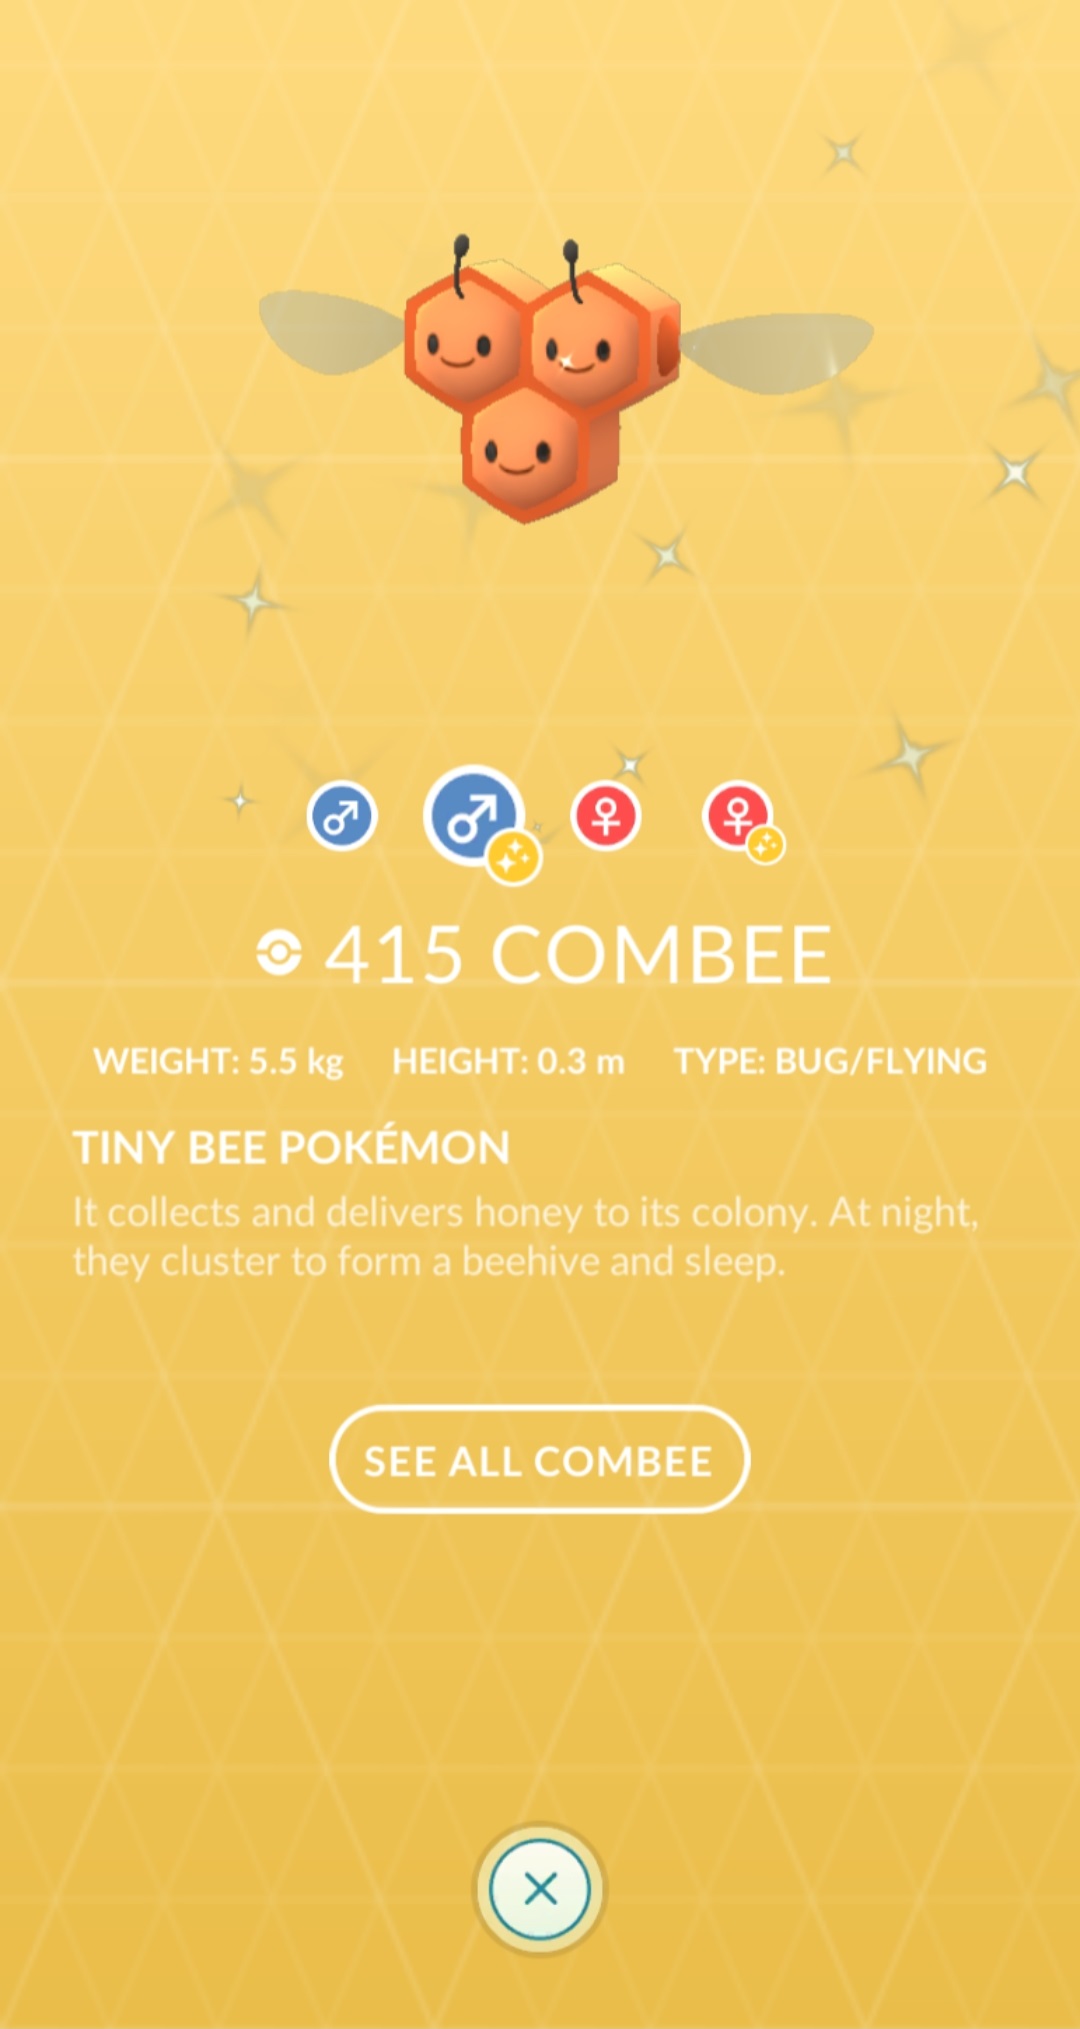 415 COMBEE
WEIGHT: 5.5 kg HEIGHT: 0.3 m TYPE: BUG/FLYING
TINY BEE POKÉMON
It collects and delivers honey to its colony. At night,
they cluster to form a beehive and sleep.
SEE ALL COMBEE